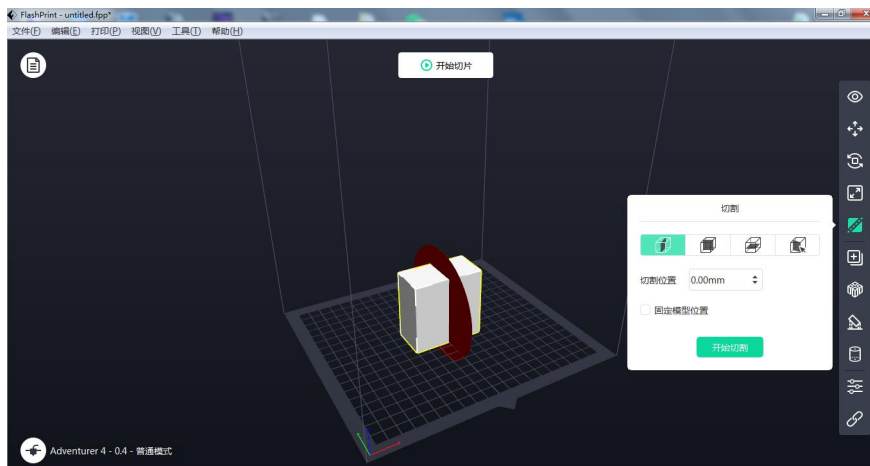 FlashPrint - untitled.fpp*
文件(F) 编辑(E) 打印(P) 视图(V) 工具(T) 帮助(H)
开始切片
切割
切割位置 0.00mm
固定模型位置
开始切割
Adventurer 4 - 0.4 - 普通模式